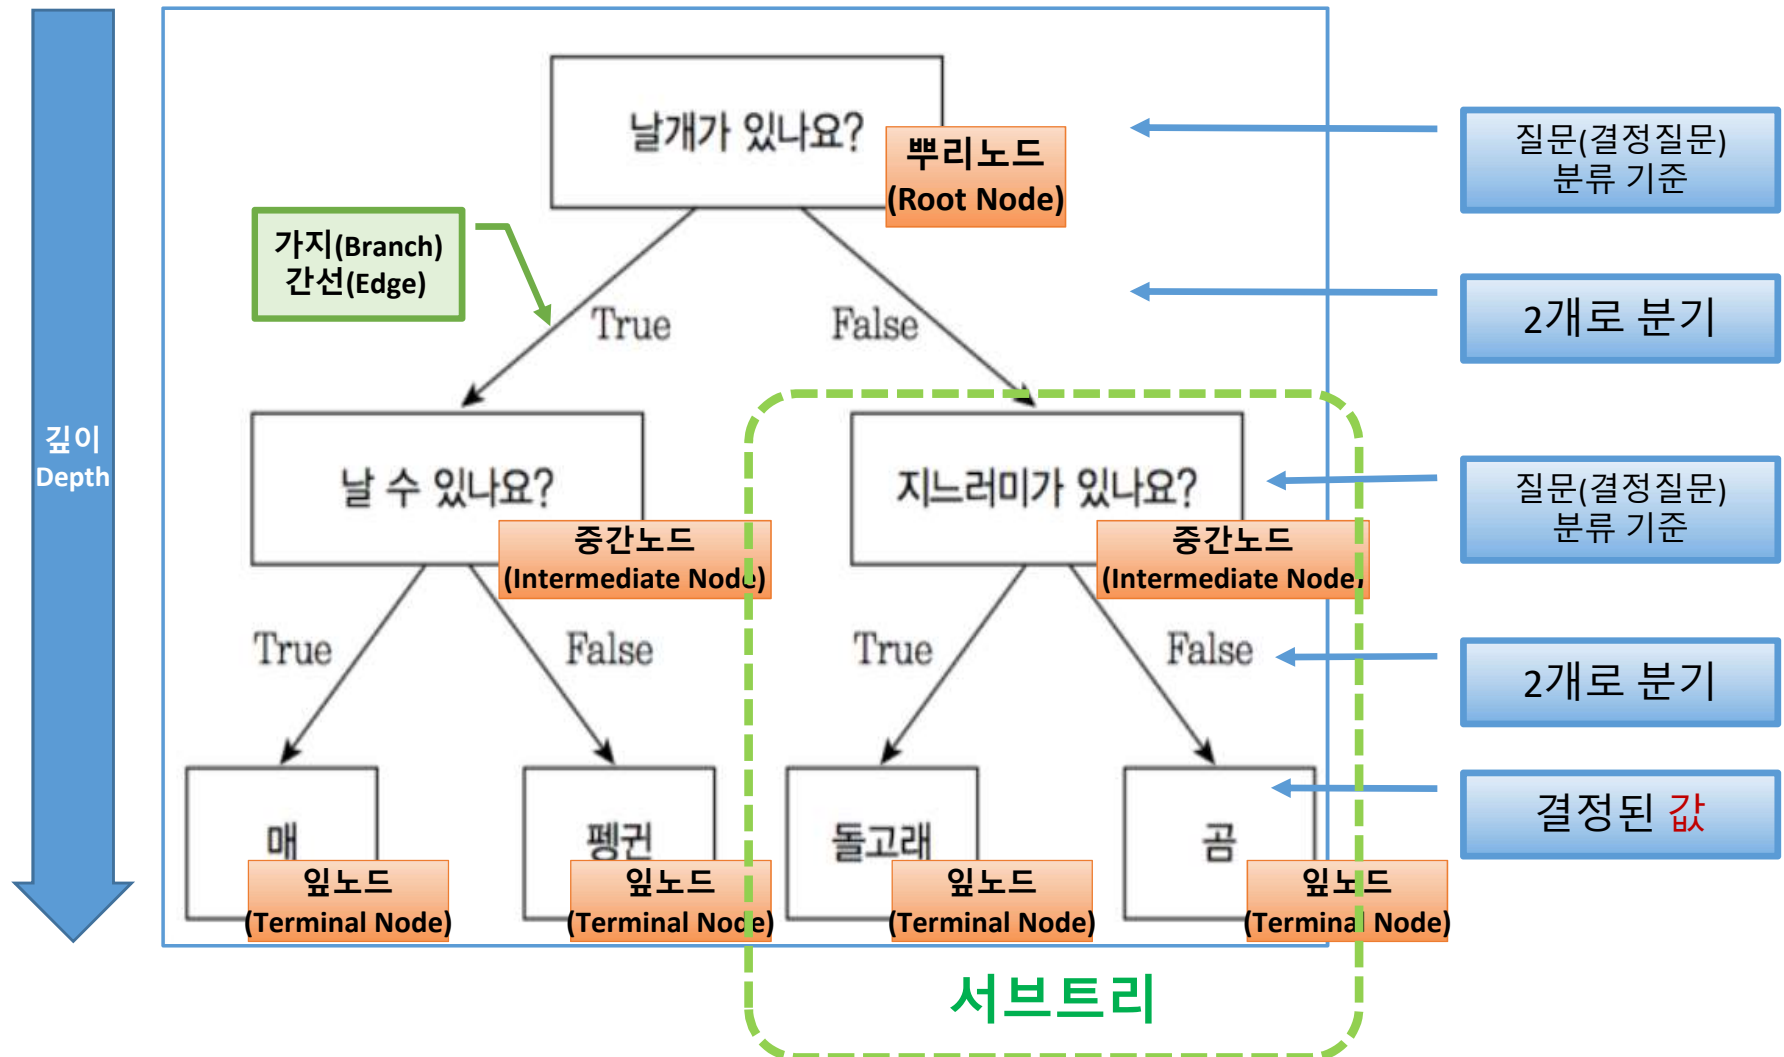 날개가 있나요?
뿌리노드
(Root Node)
질문(결정질문)
분류 기준
가지(Branch)
간선(Edge)
True
False
2개로 분기
깊이
Depth
날 수 있나요?
중간노드
(Intermediate Node)
지느러미가 있나요?
중간노드
(Intermediate Node)
질문(결정질문)
분류 기준
True
False
True
False
2개로 분기
매
잎노드
(Terminal Node)
펭귄
잎노드
(Terminal Node)
돌고래
잎노드
(Terminal Node)
곰
잎노드
(Terminal Node)
결정된 값
서브트리